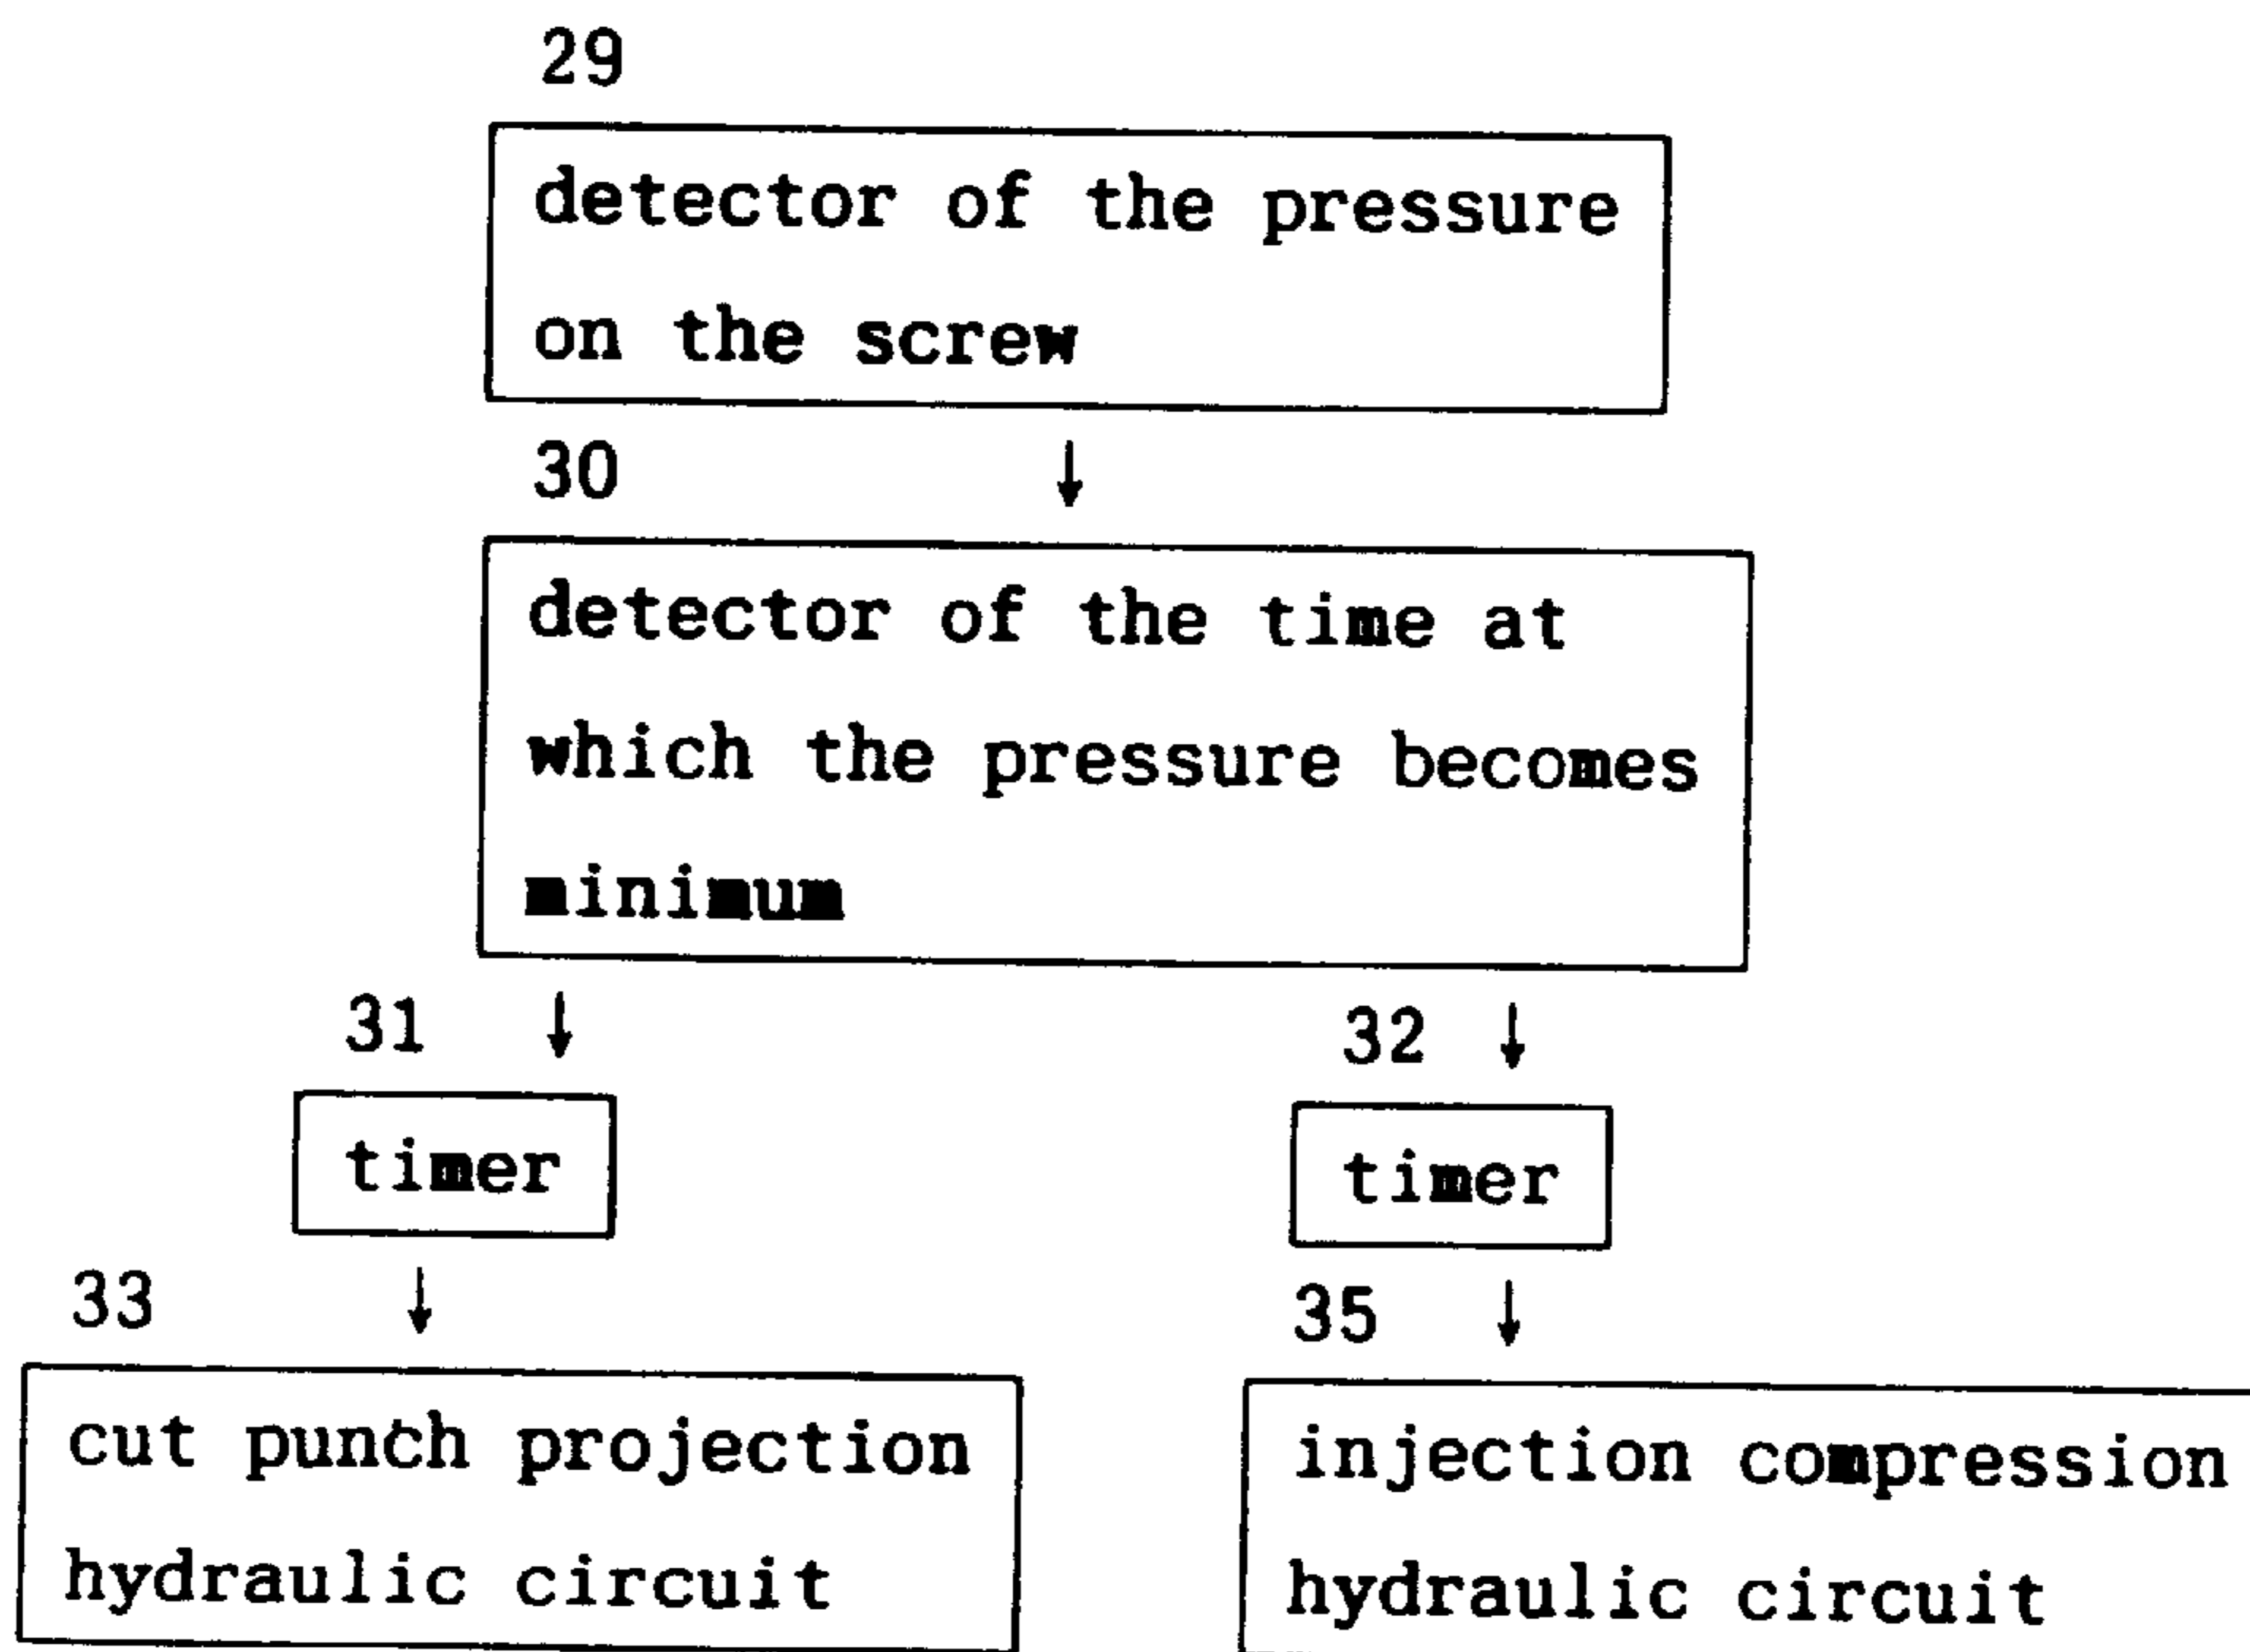 29
detector of the pressure
on the screw
30
detector of the time at
which the pressure becomes
minimum
31
32
timer
timer
33
35
cut punch projection
hydraulic circuit
injection compression
hydraulic circuit